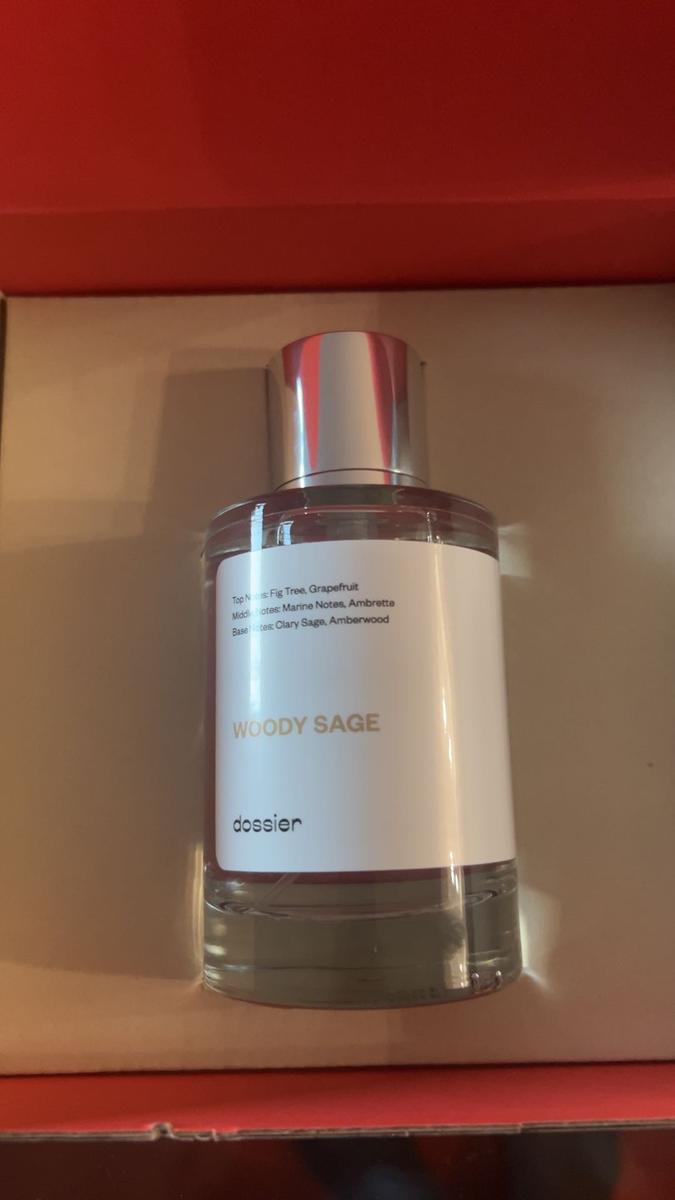 Top Notes: Fig Tree, Grapefruit
Middle Notes: Marine Notes, Ambrette
Base Notes: Clary Sage, Amberwood
WOODY SAGE
dossier